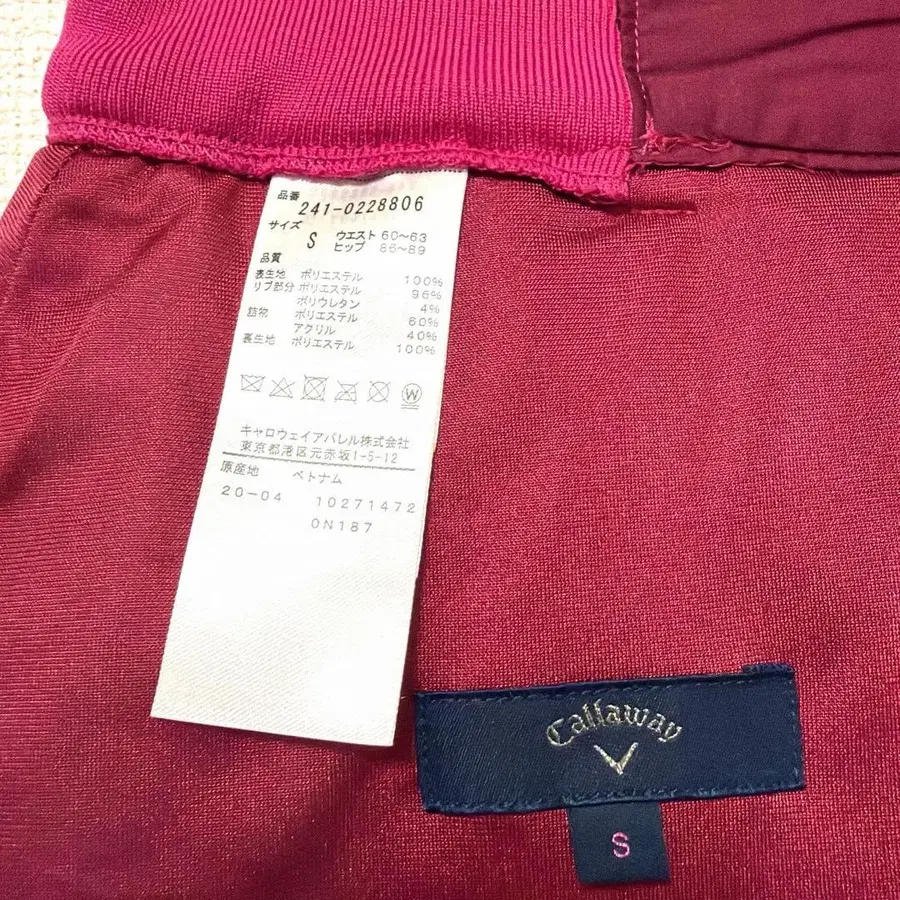 品番
241-0228806
サイズ
S ウエスト 60〜63
ヒップ 86〜89
品質
表生地 ポリエステル 100%
リブ部分 ポリエステル 96%
ポリウレタン 4%
詰物 ポリエステル 60%
アクリル 40%
裏生地 ポリエステル 100%
W
キャロウェイアパレル株式会社
東京都港区元赤坂1-5-12
原産地 ベトナム
20-04 10271472
0N187
Callaway
S